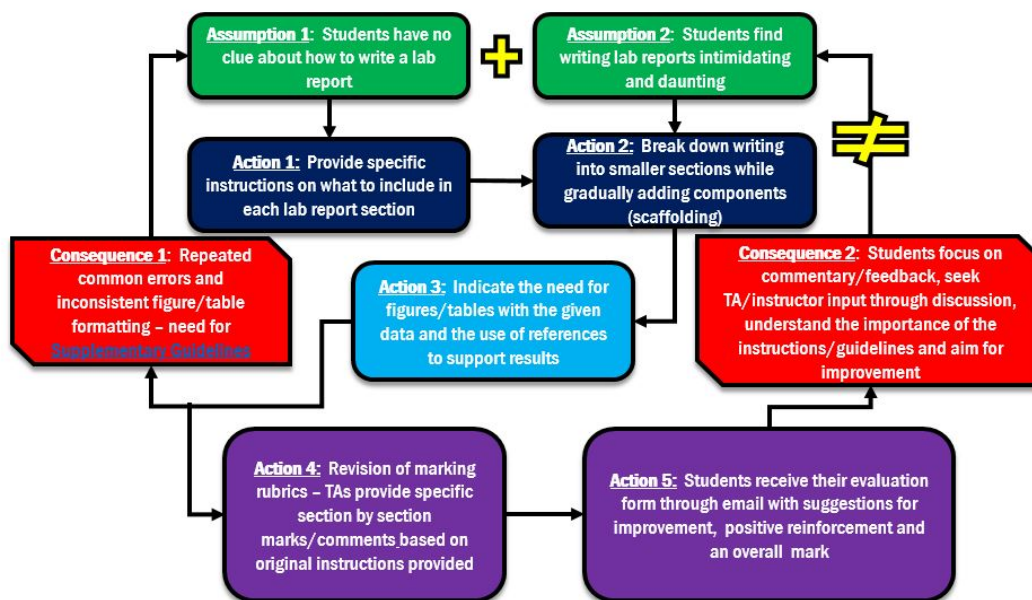 Assumption 1: Students have no
clue about how to write a lab
report
+
Assumption 2: Students find
writing lab reports intimidating
and daunting
≠
Action 1: Provide specific
instructions on what to include in
each lab report section
Action 2: Break down writing
into smaller sections while
gradually adding components
(scaffolding)
Consequence 1: Repeated
common errors and
inconsistent figure/table
formatting – need for
Supplementary Guidelines
Action 3: Indicate the need for
figures/tables with the given
data and the use of references
to support results
Consequence 2: Students focus on
commentary/feedback, seek
TA/instructor input through discussion,
understand the importance of the
instructions/guidelines and aim for
improvement
Action 4: Revision of marking
rubrics – TAs provide specific
section by section
marks/comments based on
original instructions provided
Action 5: Students receive their evaluation
form through email with suggestions for
improvement, positive reinforcement and
an overall mark